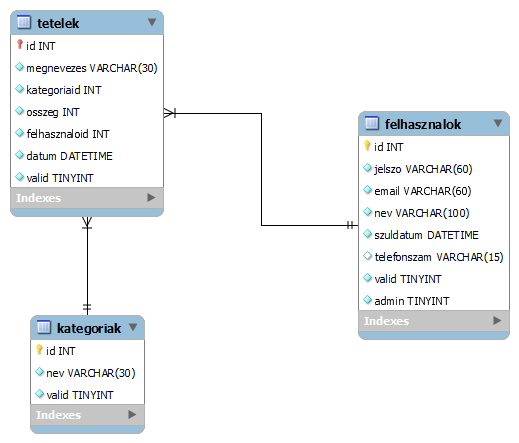 tetelek
id INT
megnevezes VARCHAR(30)
kategoriaid INT
osszeg INT
felhasznaloid INT
datum DATETIME
valid TINYINT
Indexes
felhasznalok
id INT
jelszo VARCHAR(60)
email VARCHAR(60)
nev VARCHAR(100)
szuldatum DATETIME
telefonszam VARCHAR(15)
valid TINYINT
admin TINYINT
Indexes
kategoriak
id INT
nev VARCHAR(30)
valid TINYINT
Indexes